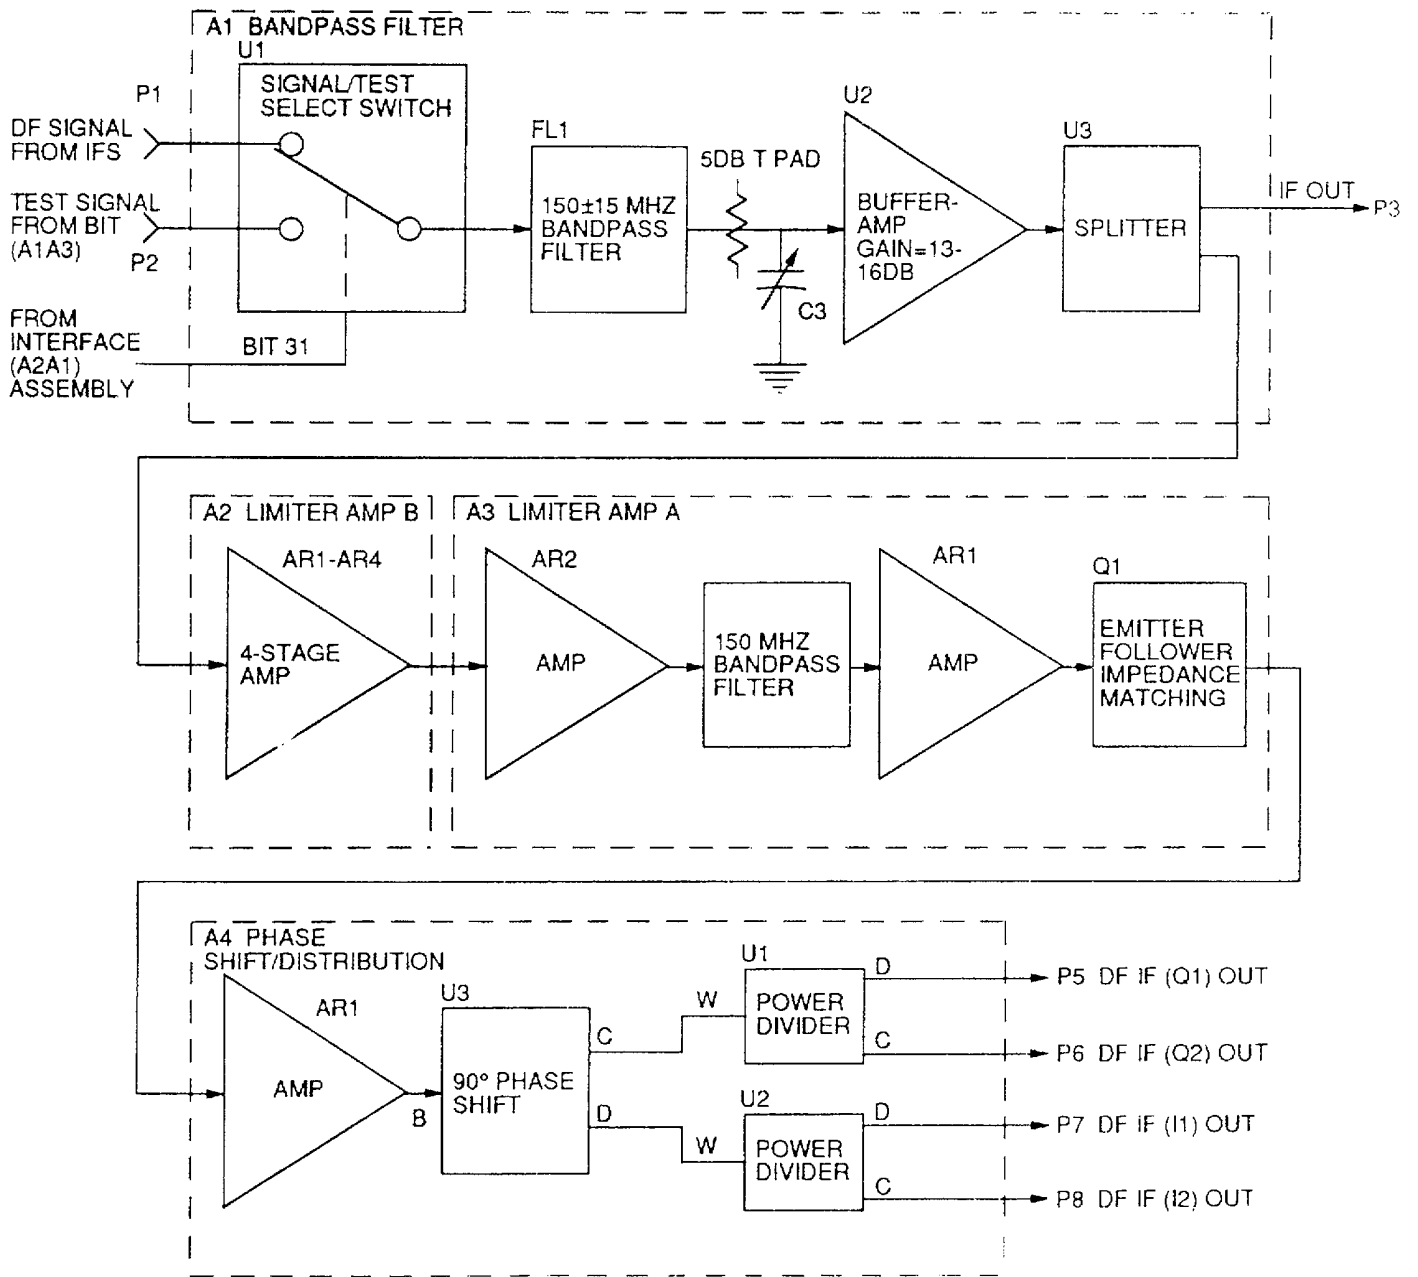 A1 BANDPASS FILTER
U1
SIGNAL/TEST
SELECT SWITCH
P1
DF SIGNAL
FROM IFS
TEST SIGNAL
FROM BIT
(A1A3)
P2
FROM
INTERFACE
(A2A1)
ASSEMBLY
BIT 31
FL1
150±15 MHZ
BANDPASS
FILTER
5DB T PAD
C3
U2
BUFFER-
AMP
GAIN=13-
16DB
U3
SPLITTER
IF OUT
P3
A2 LIMITER AMP B
AR1-AR4
4-STAGE
AMP
A3 LIMITER AMP A
AR2
AMP
150 MHZ
BANDPASS
FILTER
AR1
AMP
Q1
EMITTER
FOLLOWER
IMPEDANCE
MATCHING
A4 PHASE
SHIFT/DISTRIBUTION
AR1
AMP
B
U3
90° PHASE
SHIFT
C
D
W
W
U1
POWER
DIVIDER
D
C
U2
POWER
DIVIDER
D
C
P5 DF IF (Q1) OUT
P6 DF IF (Q2) OUT
P7 DF IF (I1) OUT
P8 DF IF (I2) OUT